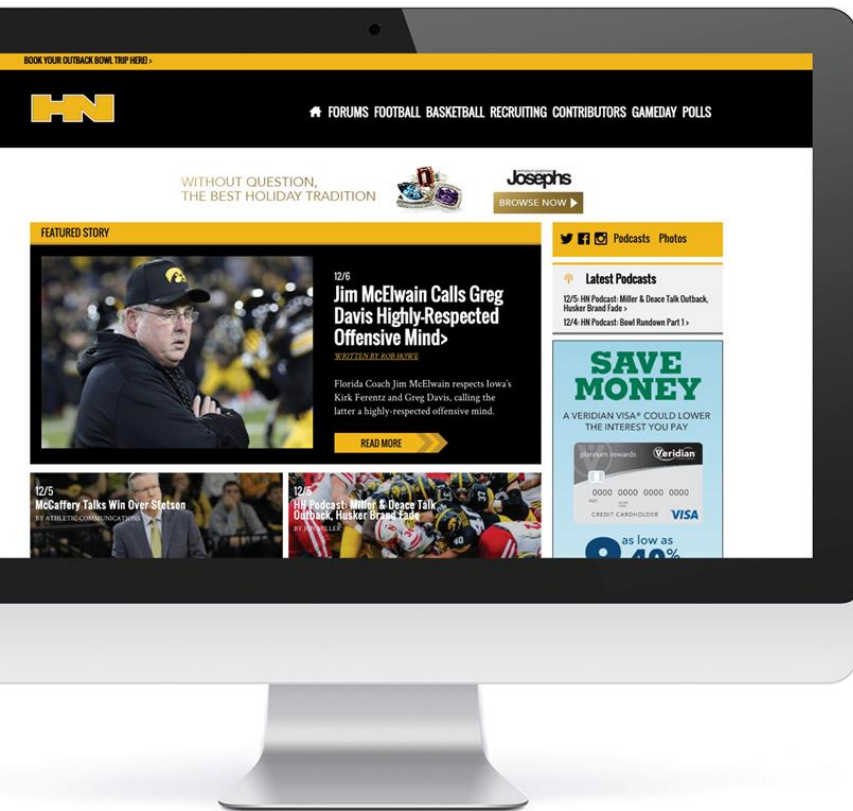 BOOK YOUR OUTBACK BOWL TRIP HERE! >
HN
FORUMS FOOTBALL BASKETBALL RECRUITING CONTRIBUTORS GAMEDAY POLLS
WITHOUT QUESTION,
THE BEST HOLIDAY TRADITION
Josephs
BROWSE NOW
FEATURED STORY
12/6
Jim McElwain Calls Greg
Davis Highly-Respected
Offensive Mind>
WRITTEN BY ROB HOWE
Florida Coach Jim McElwain respects Iowa's
Kirk Ferentz and Greg Davis, calling the
latter a highly-respected offensive mind.
READ MORE
12/5
McCaffery Talks Win Over Stetson
BY ATHLETIC COMMUNICATIONS
12/5
HN Podcast: Miller & Deace Talk
Outback, Husker Brand Fade
BY JON MILLER
Podcasts Photos
Latest Podcasts
12/5: HN Podcast: Miller & Deace Talk Outback,
Husker Brand Fade >
12/4: HN Podcast: Bowl Rundown Part 1 >
SAVE
MONEY
A VERIDIAN VISA® COULD LOWER
THE INTEREST YOU PAY
platinum rewards
Veridian
0000 0000 0000 0000
CREDIT CARDHOLDER
VISA
as low as